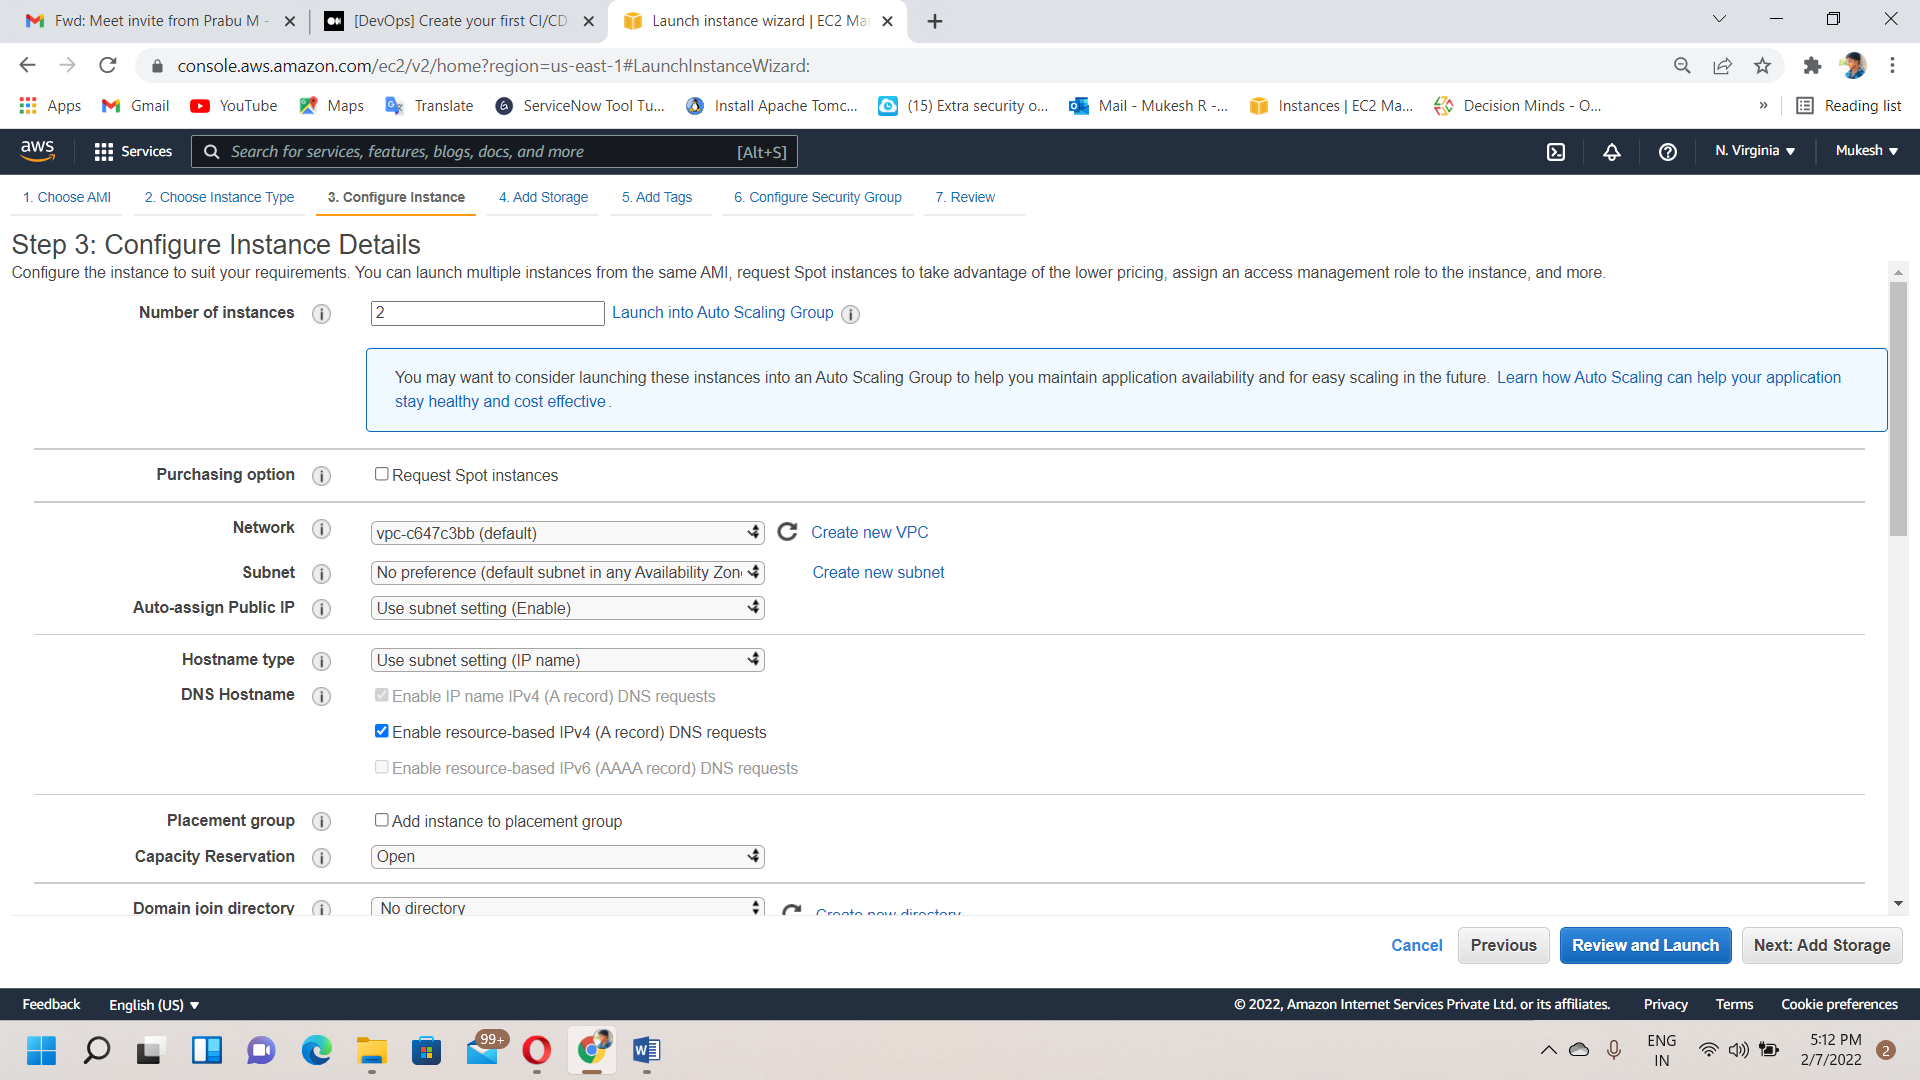 Fwd: Meet invite from Prabu M -
[DevOps] Create your first CI/CD
Launch instance wizard | EC2 Ma
console.aws.amazon.com/ec2/v2/home?region=us-east-1#LaunchInstanceWizard:
Apps
Gmail
YouTube
Maps
Translate
ServiceNow Tool Tu...
Install Apache Tomc...
(15) Extra security o...
Mail - Mukesh R -...
Instances | EC2 Ma...
Decision Minds - O...
»
Reading list
aws
Services
Search for services, features, blogs, docs, and more
[Alt+S]
N. Virginia
Mukesh
1. Choose AMI
2. Choose Instance Type
3. Configure Instance
4. Add Storage
5. Add Tags
6. Configure Security Group
7. Review
Step 3: Configure Instance Details
Configure the instance to suit your requirements. You can launch multiple instances from the same AMI, request Spot instances to take advantage of the lower pricing, assign an access management role to the instance, and more.
Number of instances
2
Launch into Auto Scaling Group
You may want to consider launching these instances into an Auto Scaling Group to help you maintain application availability and for easy scaling in the future. Learn how Auto Scaling can help your application
stay healthy and cost effective.
Purchasing option
Request Spot instances
Network
vpc-c647c3bb (default)
Create new VPC
Subnet
No preference (default subnet in any Availability Zon
Create new subnet
Auto-assign Public IP
Use subnet setting (Enable)
Hostname type
Use subnet setting (IP name)
DNS Hostname
Enable IP name IPv4 (A record) DNS requests
Enable resource-based IPv4 (A record) DNS requests
Enable resource-based IPv6 (AAAA record) DNS requests
Placement group
Add instance to placement group
Capacity Reservation
Open
Domain join directory
No directory
Create new directory
Cancel
Previous
Review and Launch
Next: Add Storage
Feedback
English (US)
© 2022, Amazon Internet Services Private Ltd. or its affiliates.
Privacy
Terms
Cookie preferences
99+
ENG
IN
5:12 PM
2/7/2022
2